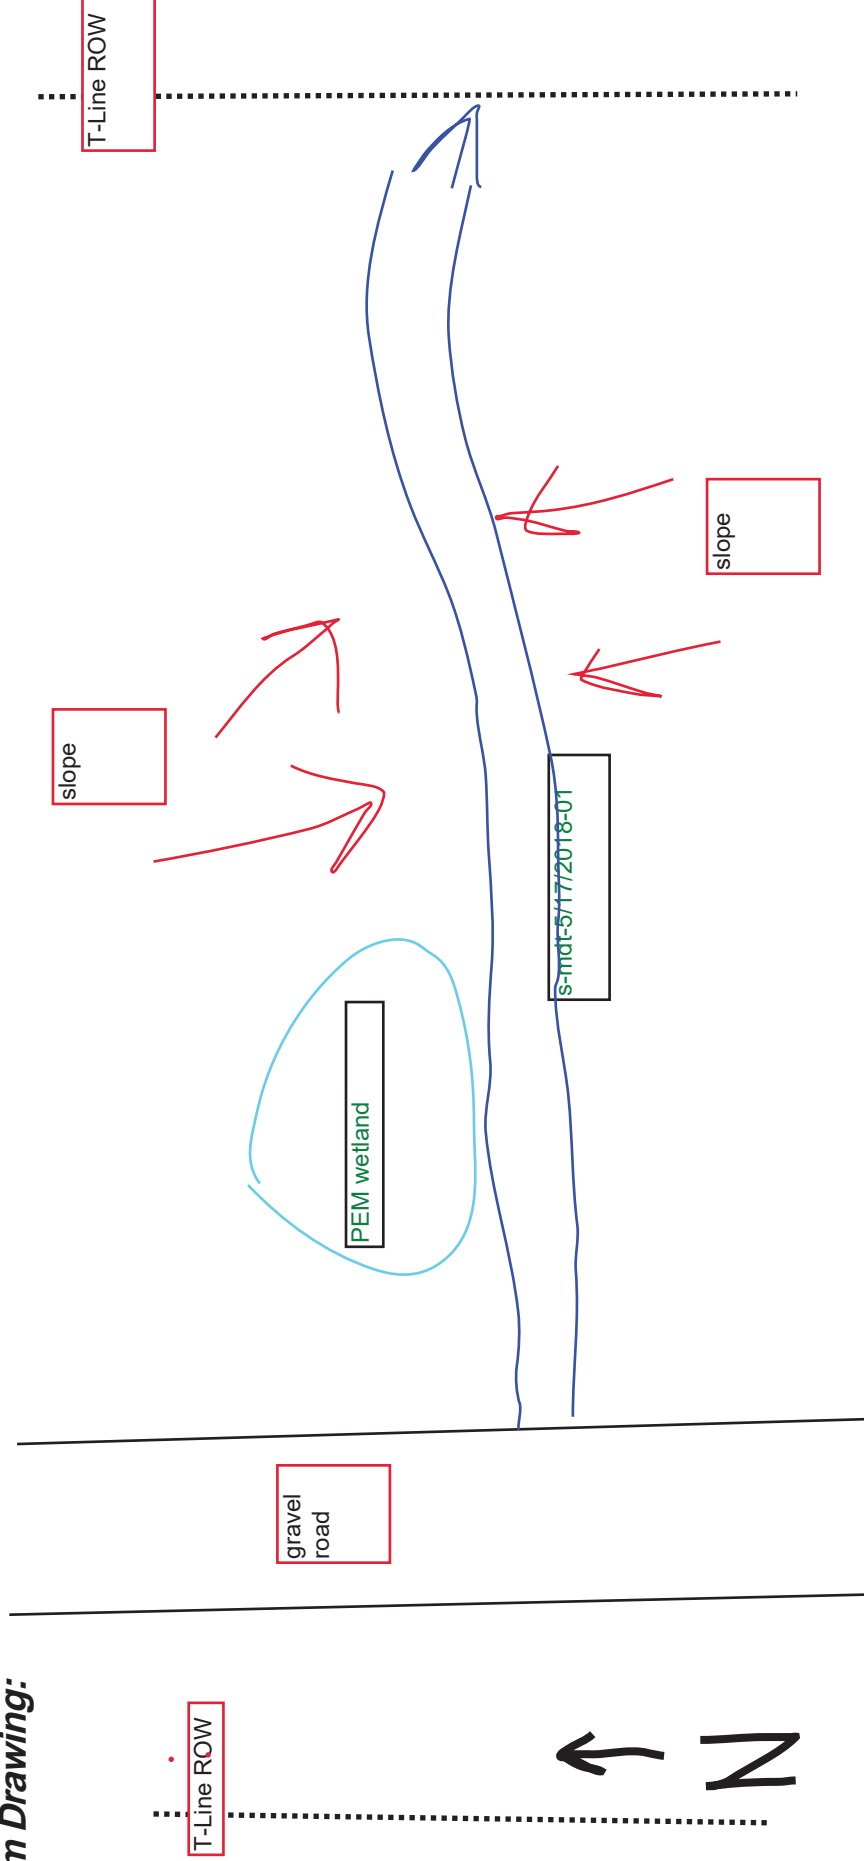 m Drawing:
T-Line ROW
gravel
road
PEM wetland
slope
s-mdt-5/17/2018-01
slope
T-Line ROW
N